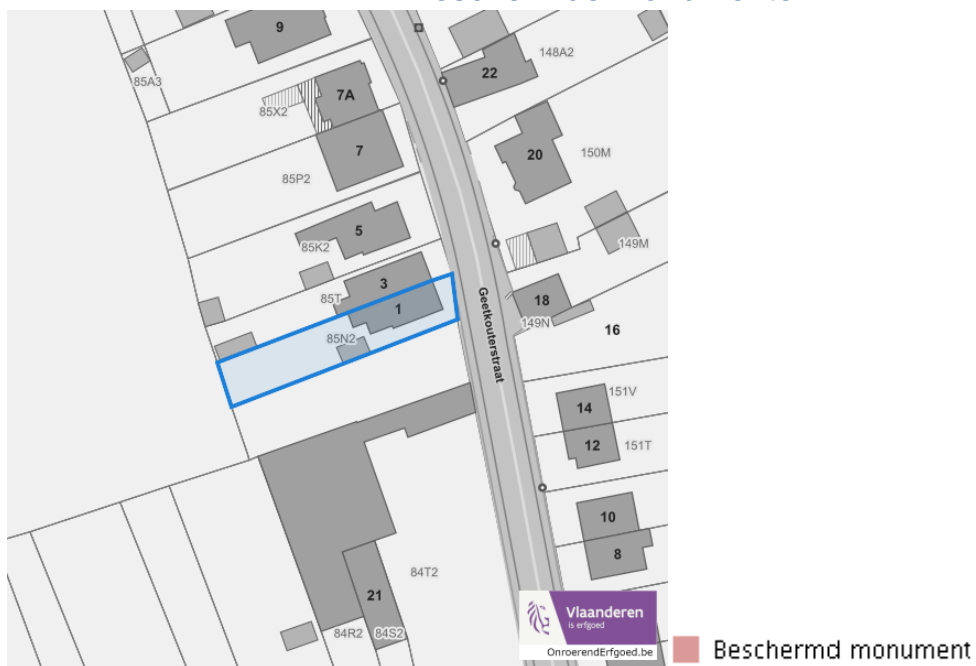 9
22
148A2
85A3
7A
85X2
7
20
150M
85P2
5
85K2
149M
3
85T
1
18
85N2
149N
16
Geetkouterstraat
14
151V
12
151T
10
8
84T2
21
84R2
84S2
Vlaanderen
is erfgoed
OnroerendErfgoed.be
Beschermd monument